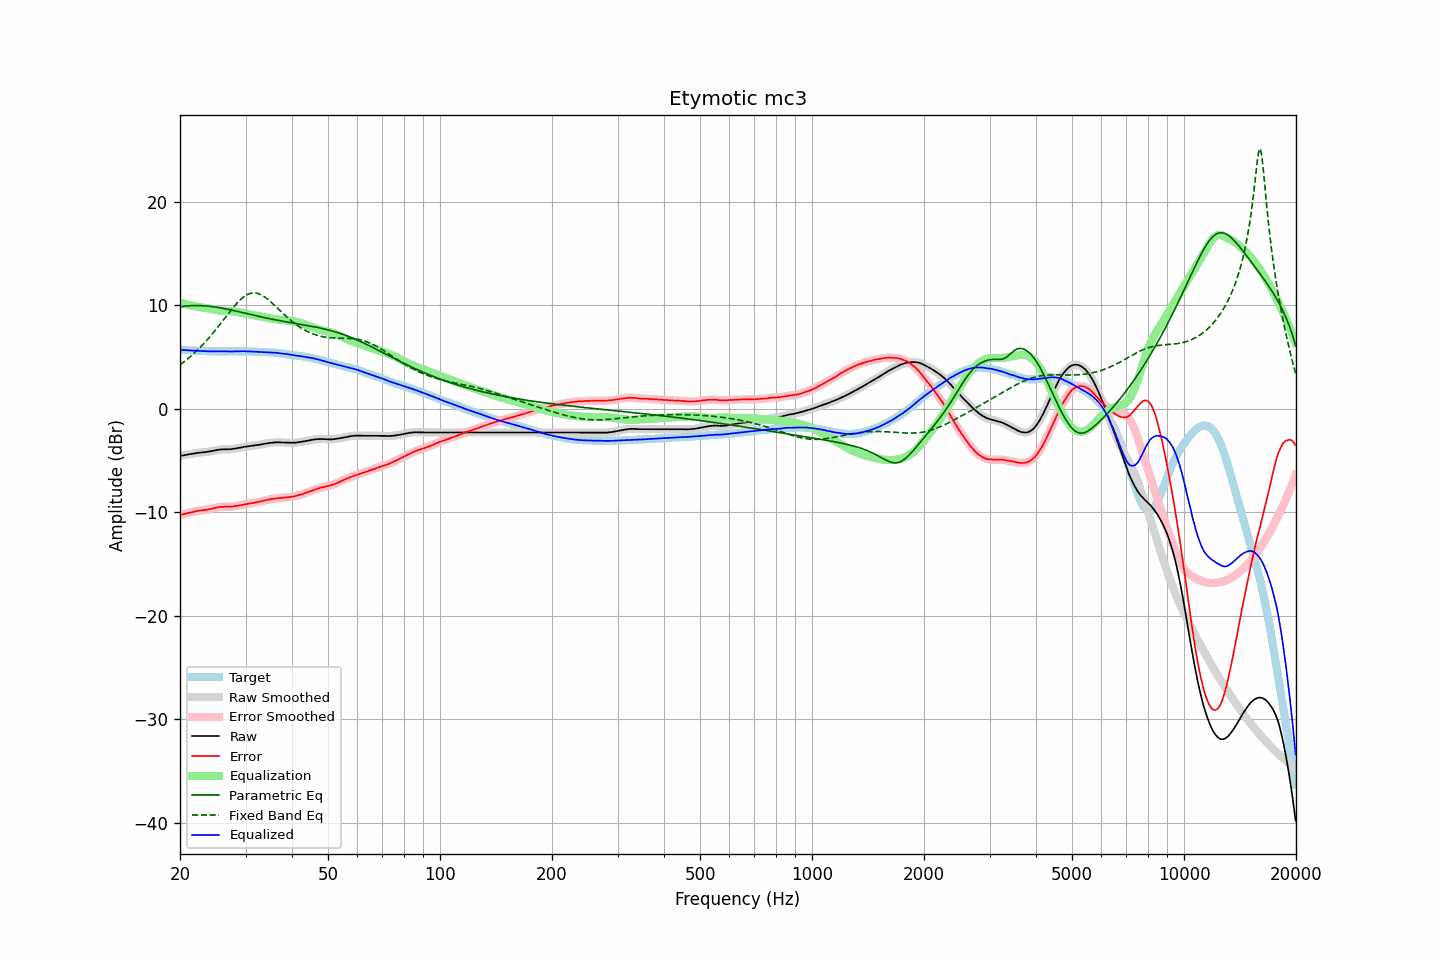 Etymotic mc3
Amplitude (dBr)
20
10
0
−10
−20
−30
−40
Target
Raw Smoothed
Error Smoothed
Raw
Error
Equalization
Parametric Eq
Fixed Band Eq
Equalized
20 50 100 200 500 1000 2000 5000 10000 20000
Frequency (Hz)